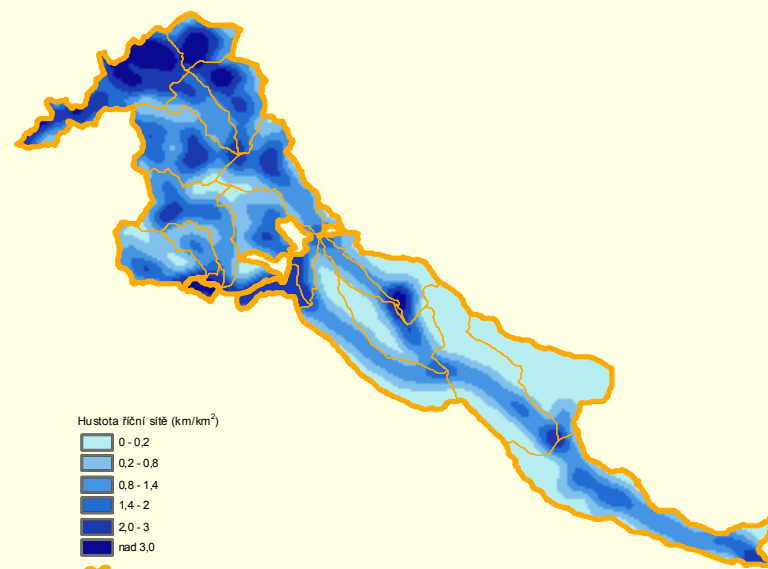 Hustota říční sítě (km/km²)
0 - 0,2
0,2 - 0,8
0,8 - 1,4
1,4 - 2
2,0 - 3
nad 3,0